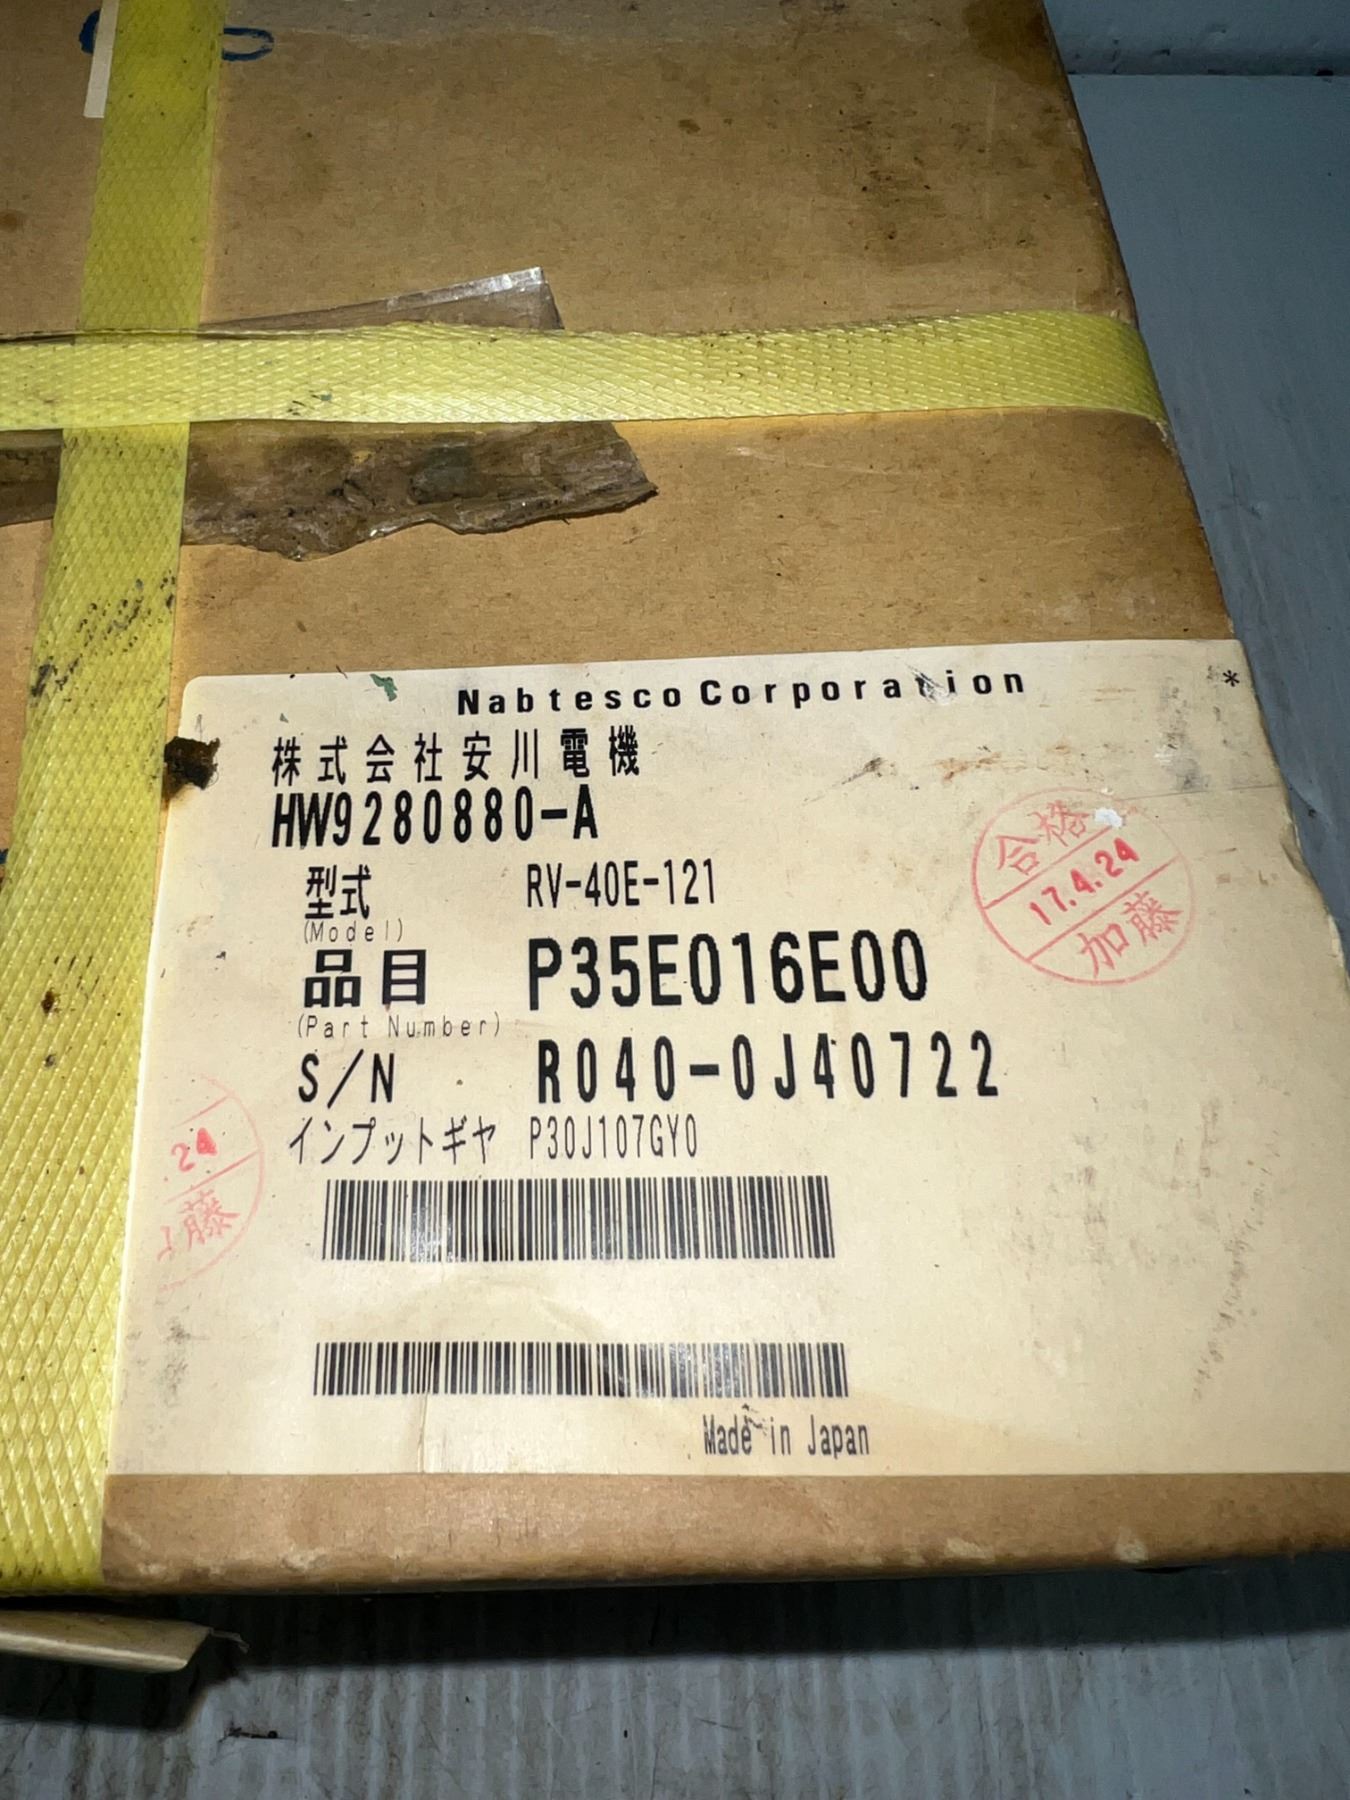 Nabtesco Corporation
*
株式会社安川電機
HW9280880-A
型式 RV-40E-121
(Model)
品目 P35E016E00
(Part Number)
S/N R040-0J40722
インプットギヤ P30J107GY0
Made in Japan
合格
17.4.24
加藤
24
藤